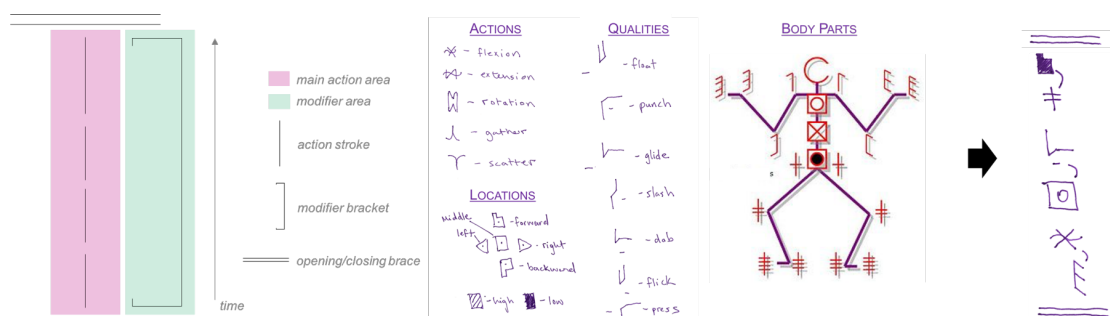 main action area
modifier area
action stroke
modifier bracket
opening/closing brace
time
ACTIONS
- flexion
- extension
- rotation
- gather
- scatter
LOCATIONS
middle
- forward
left
- right
- backward
- high
- low
QUALITIES
- float
- punch
- glide
- slash
- dab
- flick
- press
BODY PARTS
s